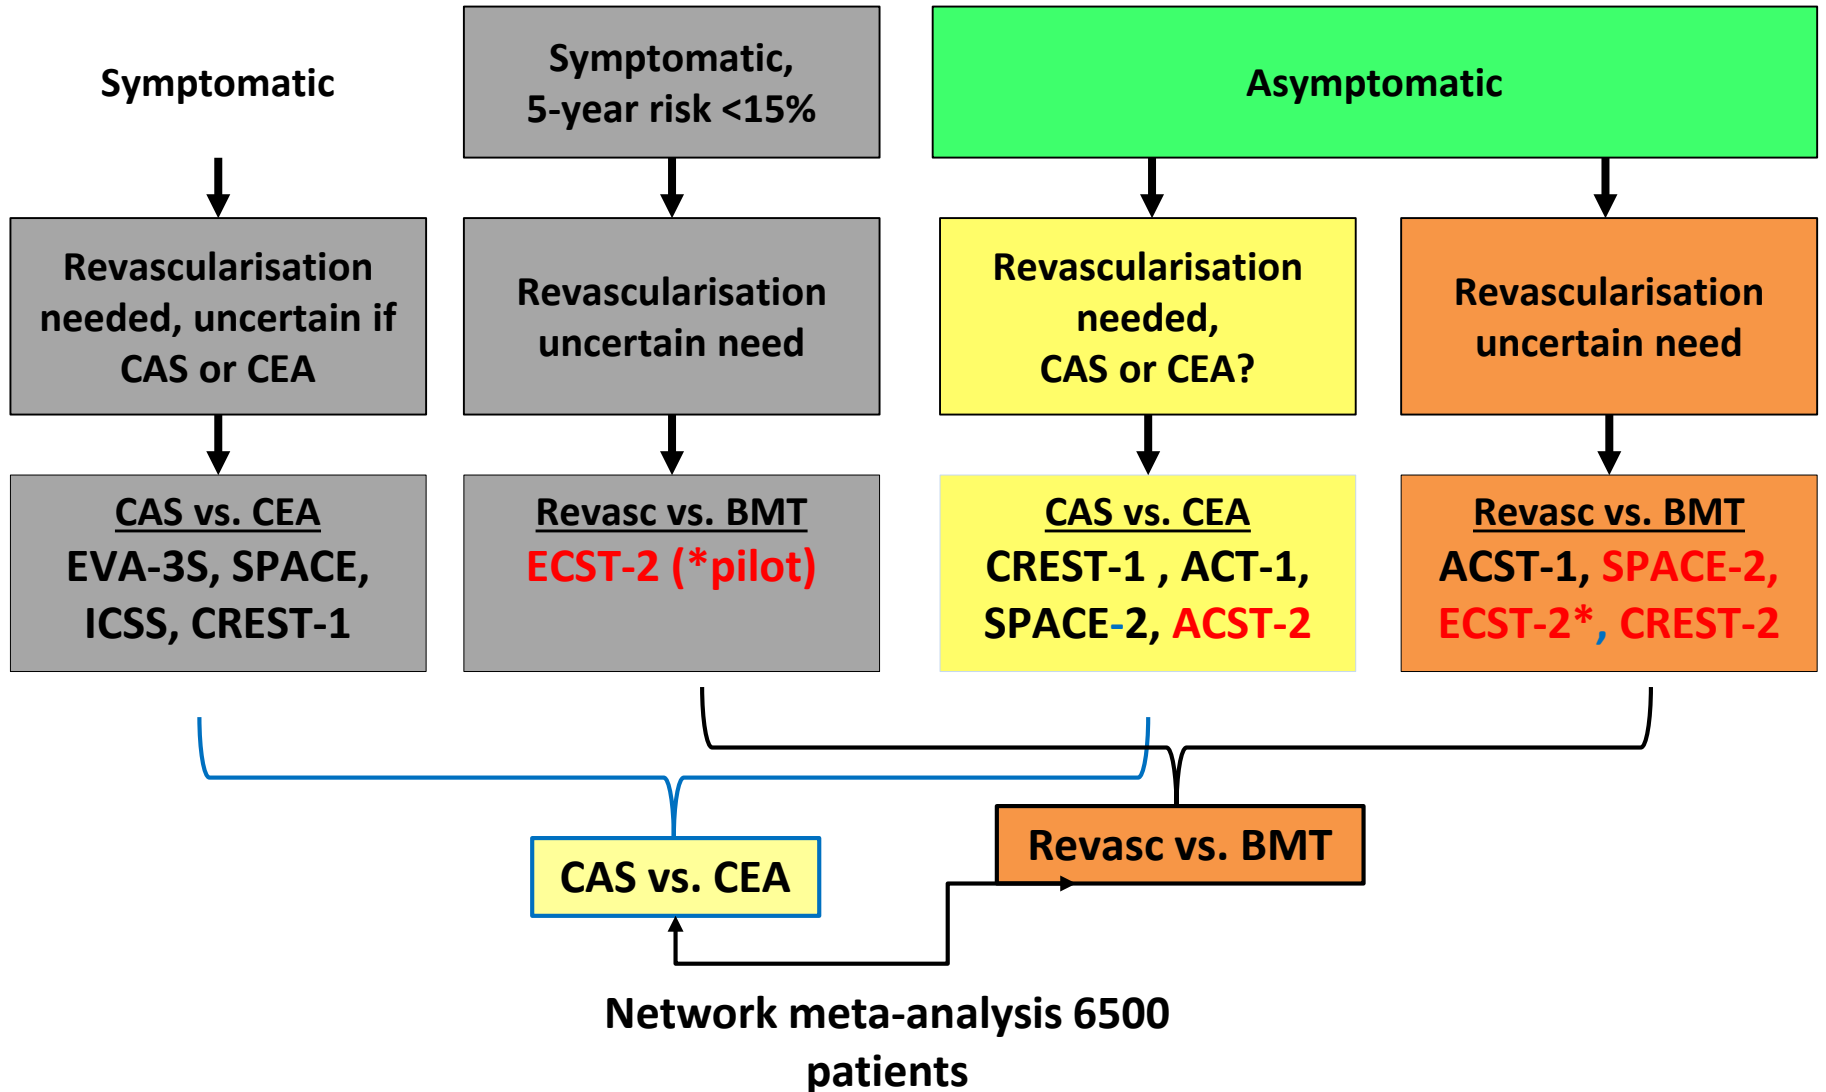 Symptomatic
Symptomatic,
5-year risk <15%
Asymptomatic
Revascularisation
needed, uncertain if
CAS or CEA
Revascularisation
uncertain need
Revascularisation
needed,
CAS or CEA?
Revascularisation
uncertain need
CAS vs. CEA
EVA-3S, SPACE,
ICSS, CREST-1
Revasc vs. BMT
ECST-2 (*pilot)
CAS vs. CEA
CREST-1 , ACT-1,
SPACE-2, ACST-2
Revasc vs. BMT
ACST-1, SPACE-2,
ECST-2*, CREST-2
Revasc vs. BMT
CAS vs. CEA
Network meta-analysis 6500
patients